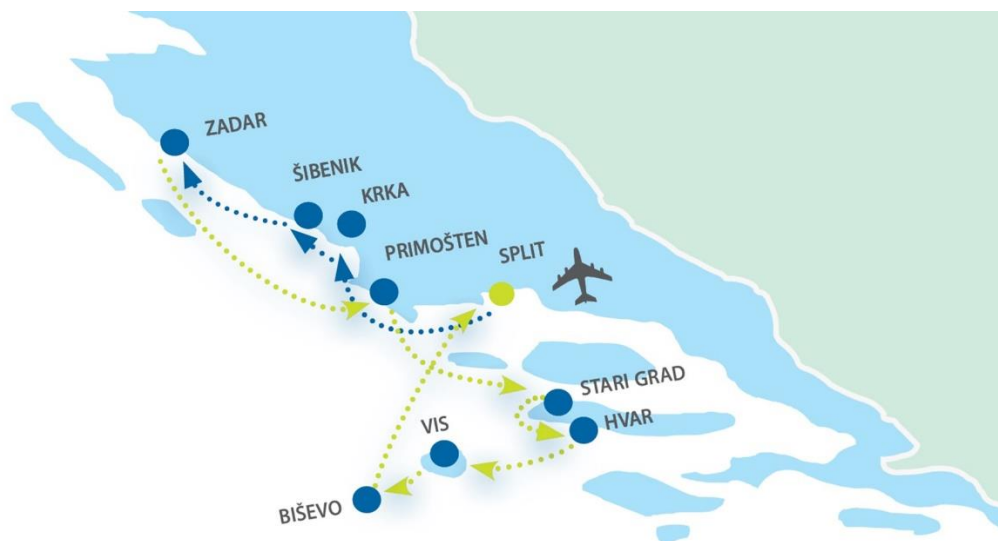 ZADAR
ŠIBENIK
KRKA
PRIMOŠTEN
SPLIT
STARI GRAD
HVAR
VIS
BIŠEVO